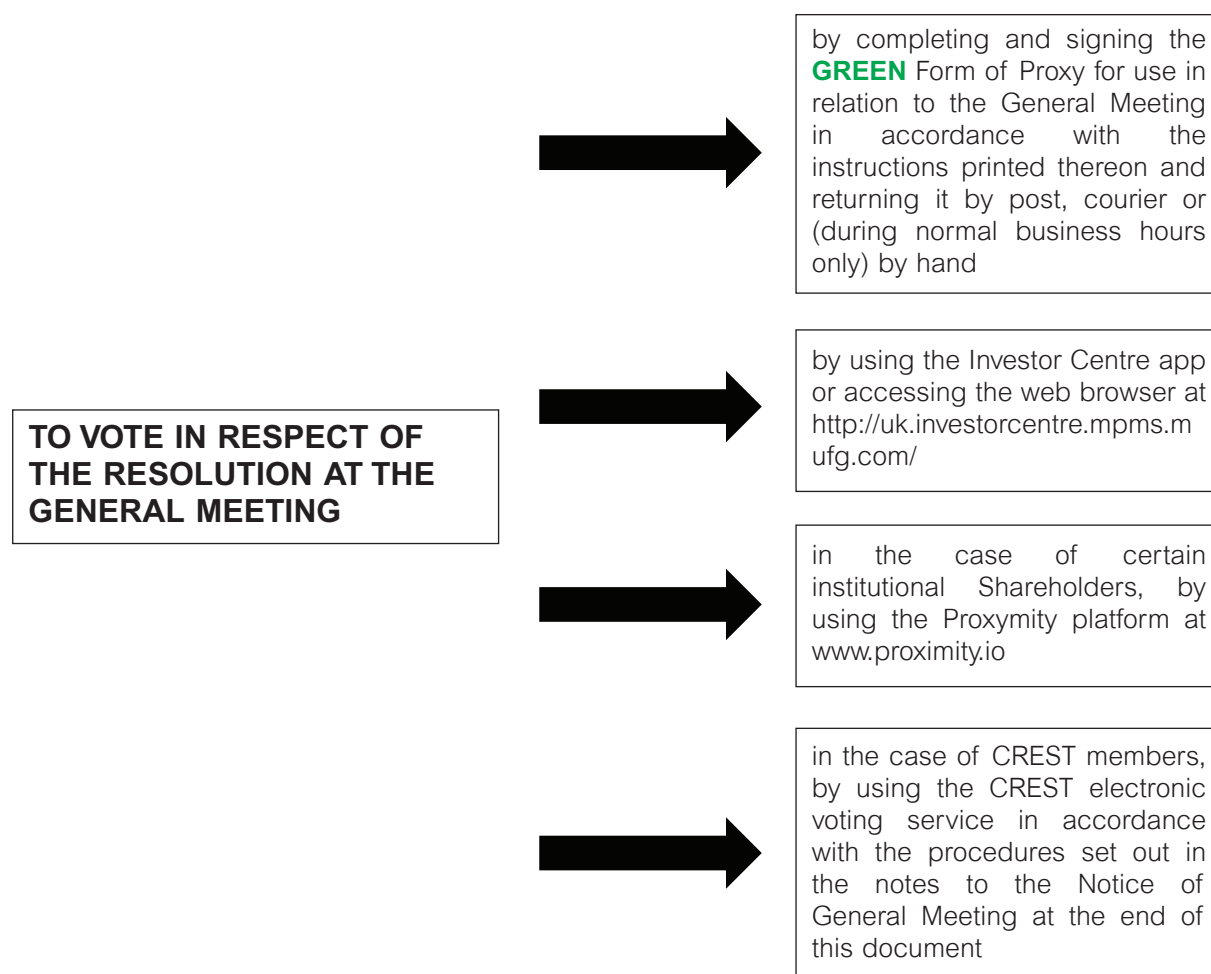 by completing and signing the
GREEN Form of Proxy for use in
relation to the General Meeting
in accordance with the
instructions printed thereon and
returning it by post, courier or
(during normal business hours
only) by hand
by using the Investor Centre app
or accessing the web browser at
http://uk.investorcentre.mpms.m
ufg.com/
TO VOTE IN RESPECT OF
THE RESOLUTION AT THE
GENERAL MEETING
in the case of certain
institutional Shareholders, by
using the Proxymity platform at
www.proximity.io
in the case of CREST members,
by using the CREST electronic
voting service in accordance
with the procedures set out in
the notes to the Notice of
General Meeting at the end of
this document